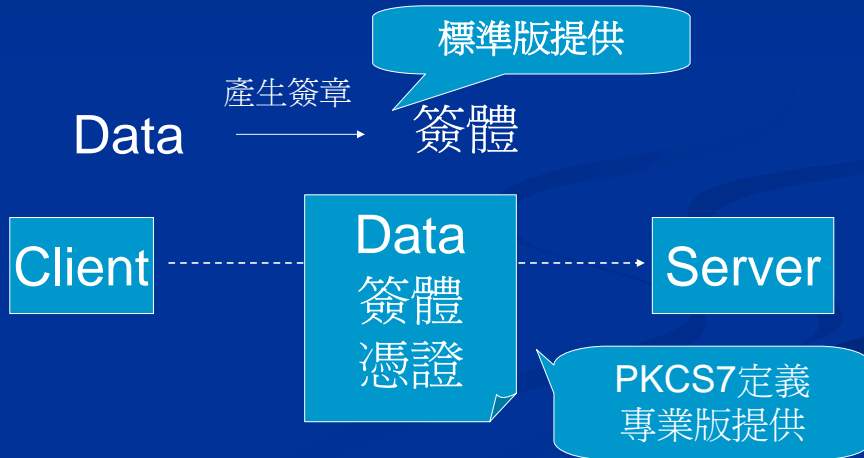 標準版提供
產生簽章
Data
簽體
Client
Data
簽體
憑證
Server
PKCS7定義
專業版提供